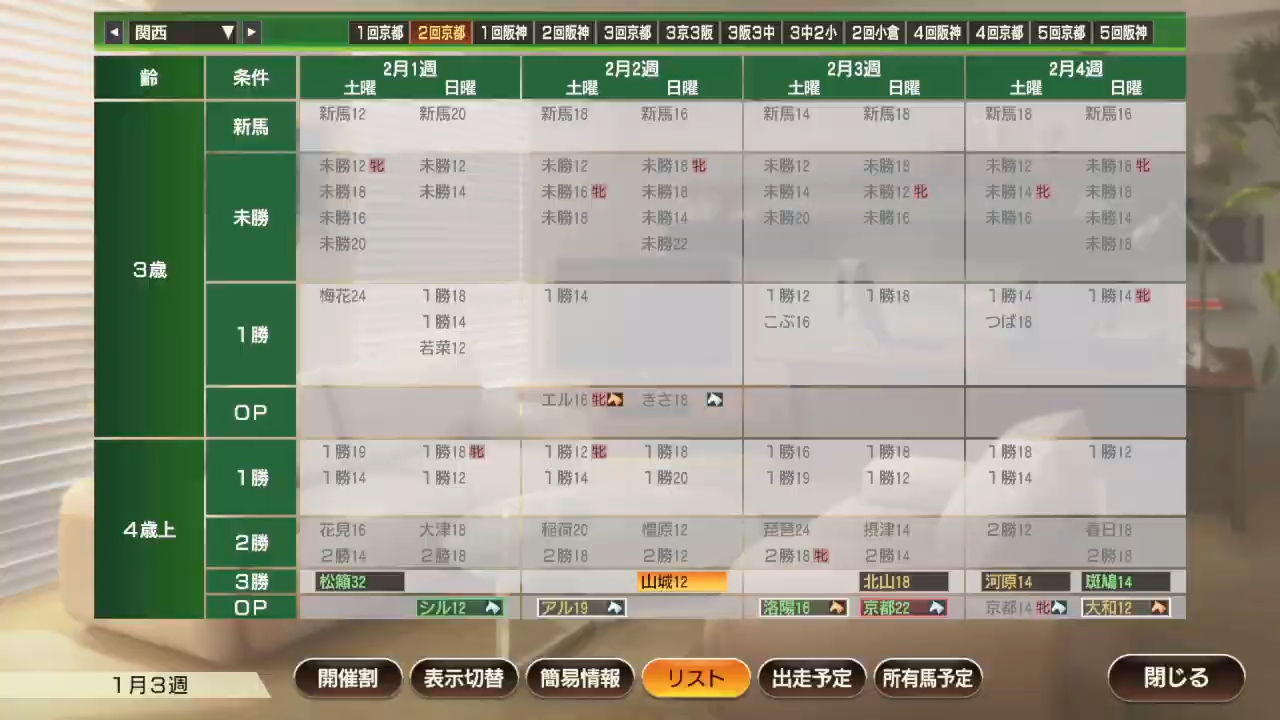 ◀ 関西 ▼ ▶ 1回京都 2回京都 1回阪神 2回阪神 3回京都 3京3阪 3阪3中 3中2小 2回小倉 4回阪神 4回京都 5回京都 5回阪神
齢 条件 2月1週 2月2週 2月3週 2月4週
土曜 日曜 土曜 日曜 土曜 日曜 土曜 日曜
3歳
新馬 新馬12 新馬20 新馬18 新馬16 新馬14 新馬18 新馬18 新馬16
未勝
未勝12牝 未勝12 未勝12 未勝18牝 未勝12 未勝18 未勝12 未勝18牝
未勝18 未勝14 未勝16牝 未勝18 未勝14 未勝12牝 未勝14牝 未勝18
未勝16 未勝18 未勝14 未勝20 未勝16 未勝16 未勝14
未勝20 未勝22 未勝18
1勝
梅花24 1勝18 1勝14 1勝12 1勝18 1勝14 1勝14牝
1勝14 こぶ16 つば18
若菜12
OP エル16牝 きさ18
4歳上
1勝
1勝19 1勝18牝 1勝12牝 1勝18 1勝16 1勝18 1勝18 1勝12
1勝14 1勝12 1勝14 1勝20 1勝19 1勝12 1勝14
2勝
花見16 大津18 稲荷20 橿原12 琵琶24 摂津14 2勝12 春日18
2勝14 2勝18 2勝18 2勝12 2勝18牝 2勝14 2勝18
3勝 松籟32 山城12 北山18 河原14 斑鳩14
OP シル12 アル19 洛陽16 京都22 京都14牝 大和12
1月3週 開催割 表示切替 簡易情報 リスト 出走予定 所有馬予定 閉じる